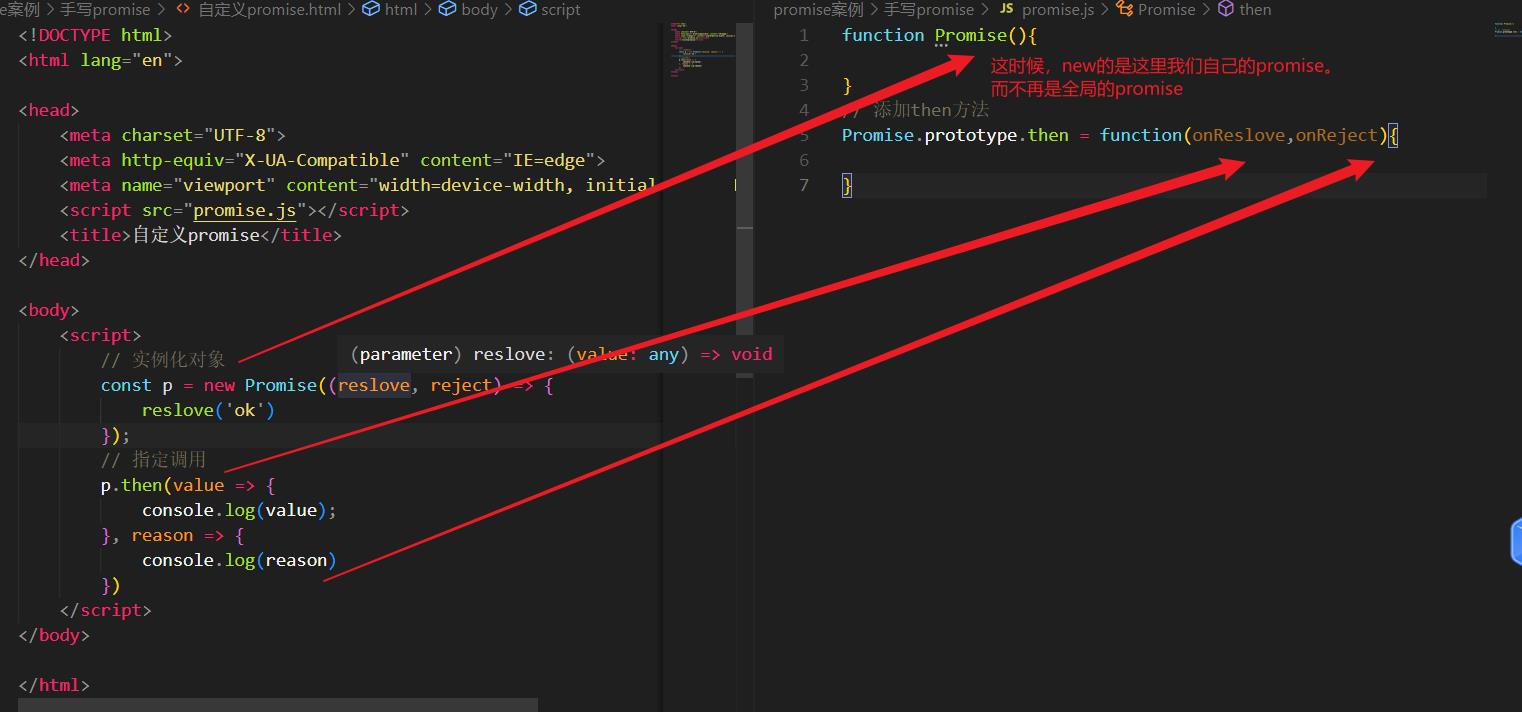 e案例 > 手写promise > <> 自定义promise.html > html > body > script
<!DOCTYPE html>
<html lang="en">
<head>
<meta charset="UTF-8">
<meta http-equiv="X-UA-Compatible" content="IE=edge">
<meta name="viewport" content="width=device-width, initial
<script src="promise.js"></script>
<title>自定义promise</title>
</head>
<body>
<script>
// 实例化对象
(parameter) reslove: (value: any) => void
const p = new Promise((reslove, reject) => {
reslove('ok')
});
// 指定调用
p.then(value => {
console.log(value);
}, reason => {
console.log(reason)
})
</script>
</body>
</html>
promise案例 > 手写promise > JS promise.js > Promise > then
1 function Promise(){
2
3 }
4 // 添加then方法
5 Promise.prototype.then = function(onReslove,onReject){
6
7 }
这时候，new的是这里我们自己的promise。
而不再是全局的promise